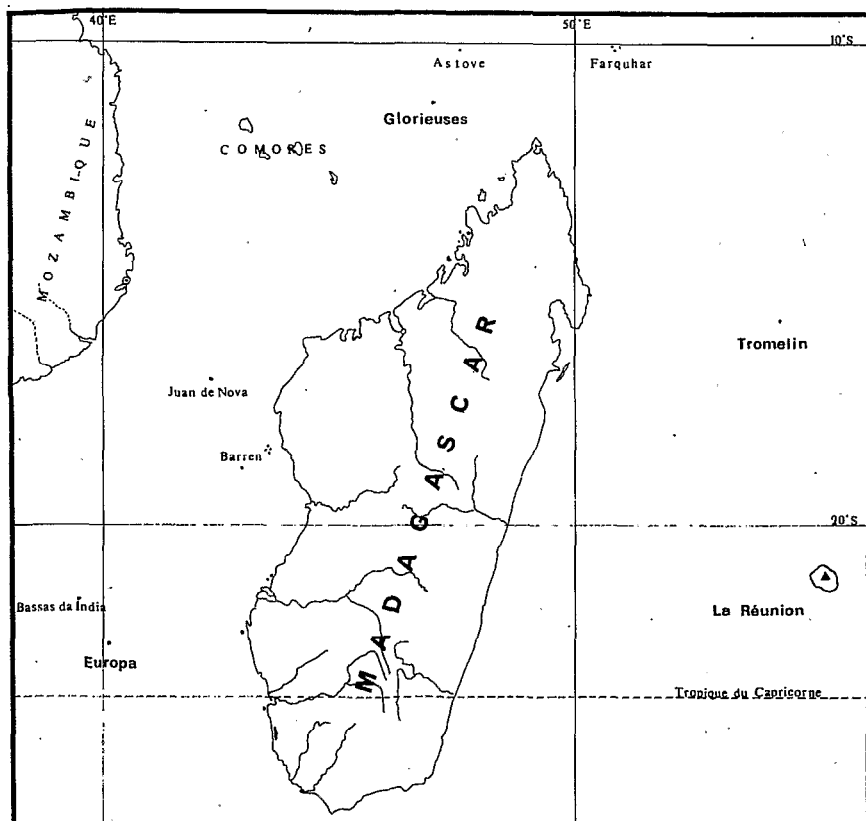 40°E
50°E
10°S
Astove
Farquhar
Glorieuses
COMORES
MOZAMBIQUE
MADAGASCAR
Tromelin
Juan de Nova
Barren
20°S
Bassas da India
La Réunion
Europa
Tropique du Capricorne